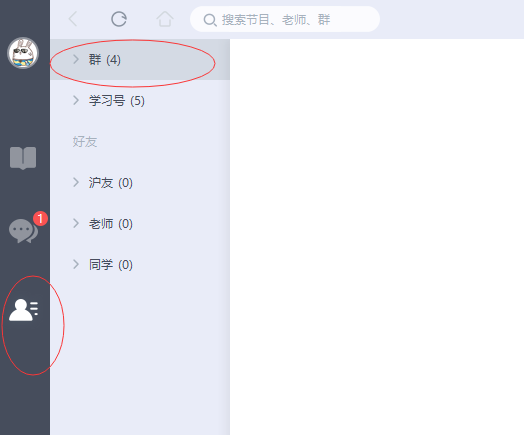 搜索节目、老师、群
群 (4)
学习号 (5)
好友
沪友 (0)
老师 (0)
同学 (0)
1